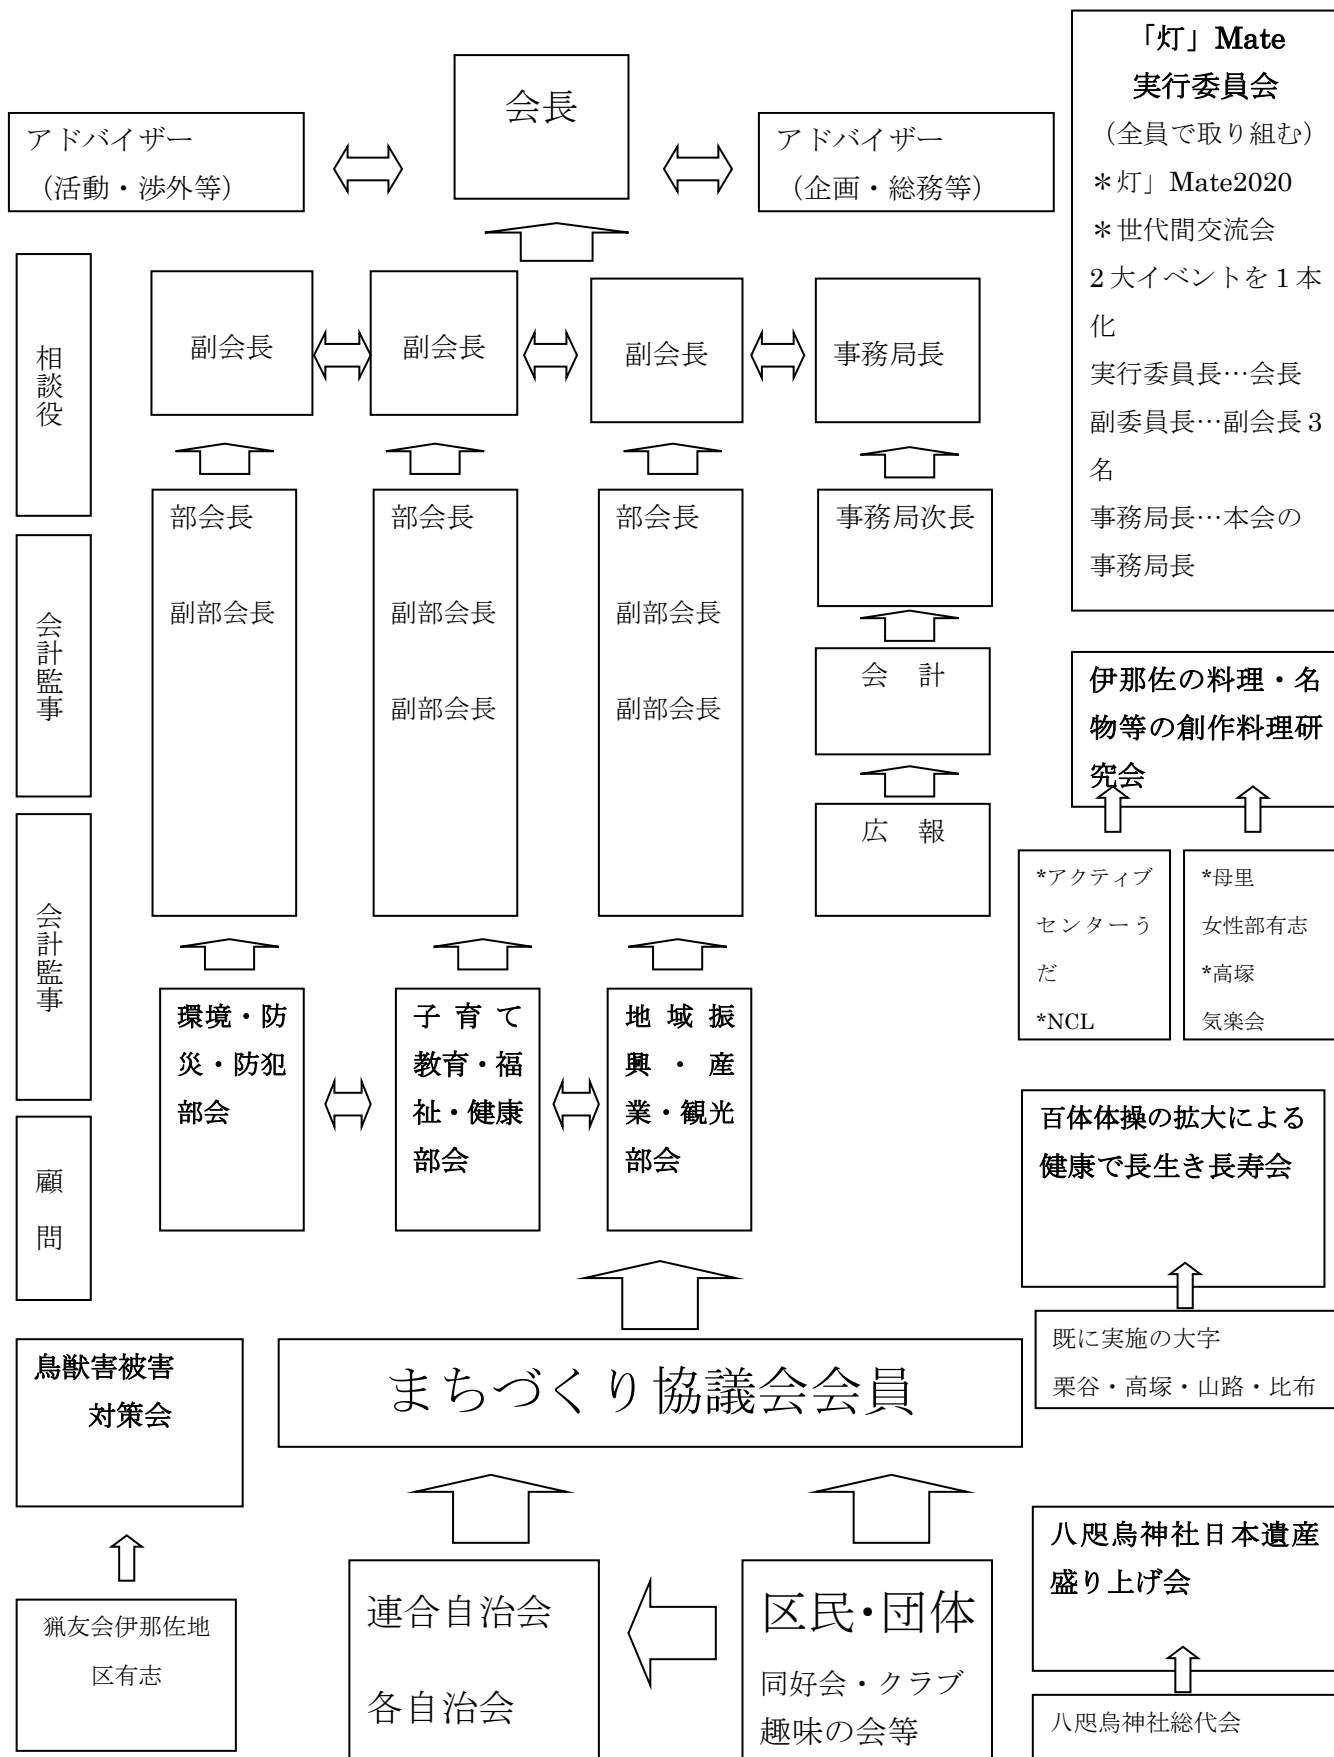 会長
アドバイザー
（活動・渉外等）
アドバイザー
（企画・総務等）
「灯」Mate
実行委員会
（全員で取り組む）
＊灯」Mate2020
＊世代間交流会
2大イベントを1本
化
実行委員長…会長
副委員長…副会長3
名
事務局長…本会の
事務局長
相談役
会計監事
会計監事
顧問
副会長
副会長
副会長
事務局長
部会長
副部会長
部会長
副部会長
副部会長
部会長
副部会長
副部会長
事務局次長
会　計
広　報
伊那佐の料理・名
物等の創作料理研
究会
*アクティブ
センターう
だ
*NCL
*母里
女性部有志
*高塚
気楽会
環境・防
災・防犯
部会
子育て
教育・福
祉・健康
部会
地域振
興・産
業・観光
部会
百体体操の拡大による
健康で長生き長寿会
既に実施の大字
栗谷・高塚・山路・比布
鳥獣害被害
対策会
猟友会伊那佐地
区有志
まちづくり協議会会員
連合自治会
各自治会
区民・団体
同好会・クラブ
趣味の会等
八咫烏神社日本遺産
盛り上げ会
八咫烏神社総代会